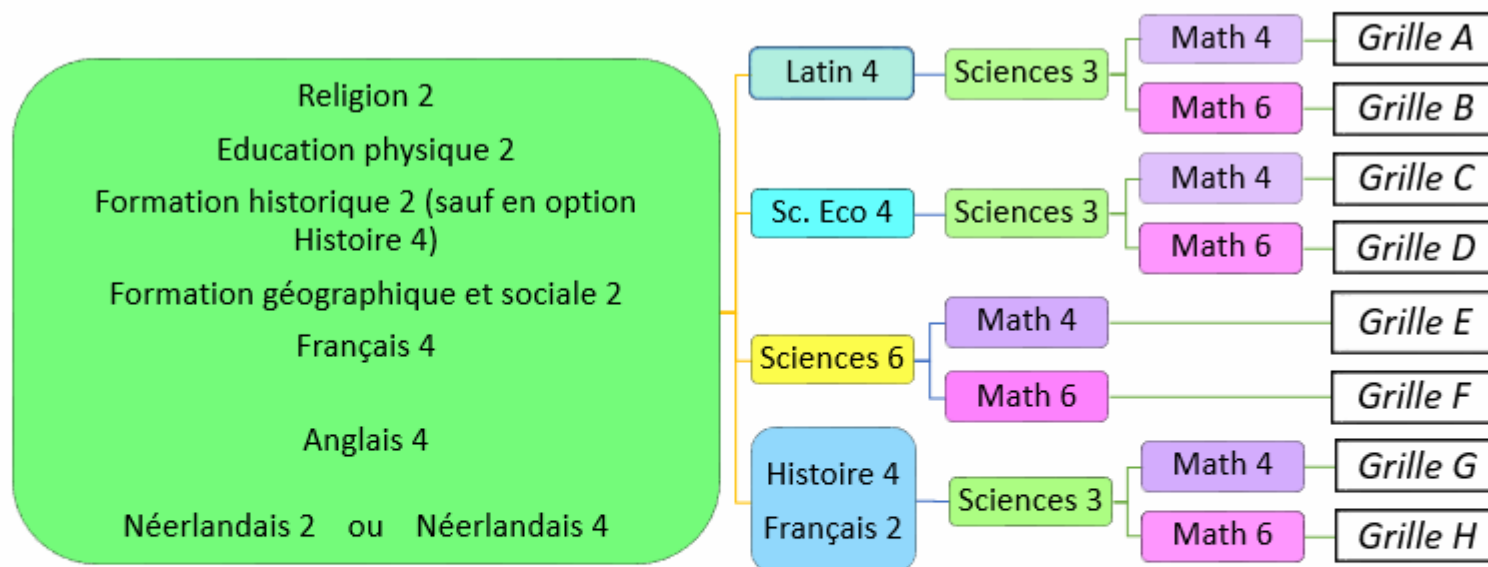 Religion 2
Education physique 2
Formation historique 2 (sauf en option
Histoire 4)
Formation géographique et sociale 2
Français 4
Anglais 4
Néerlandais 2 ou Néerlandais 4
Latin 4
Sciences 3
Math 4
Grille A
Math 6
Grille B
Sc. Eco 4
Sciences 3
Math 4
Grille C
Math 6
Grille D
Sciences 6
Math 4
Grille E
Math 6
Grille F
Histoire 4
Français 2
Sciences 3
Math 4
Grille G
Math 6
Grille H